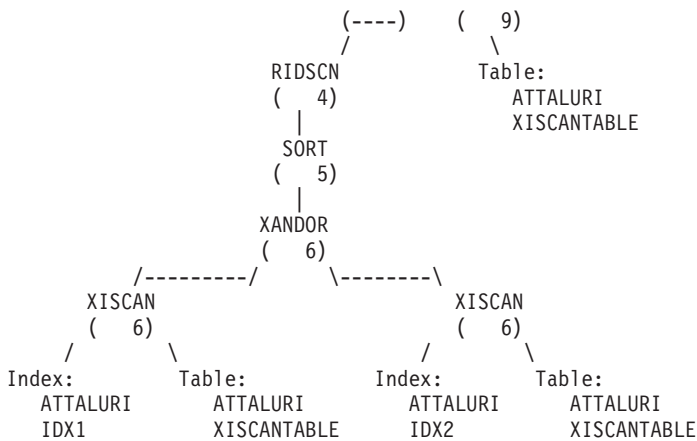 (----) ( 9)
/ \
RIDSCN Table:
( 4) ATTALURI
| XISCANTABLE
SORT
( 5)
|
XANDOR
( 6)
/---------/ \--------\
XISCAN XISCAN
( 6) ( 6)
/ \ / \
Index: Table: Index: Table:
ATTALURI ATTALURI ATTALURI ATTALURI
IDX1 XISCANTABLE IDX2 XISCANTABLE